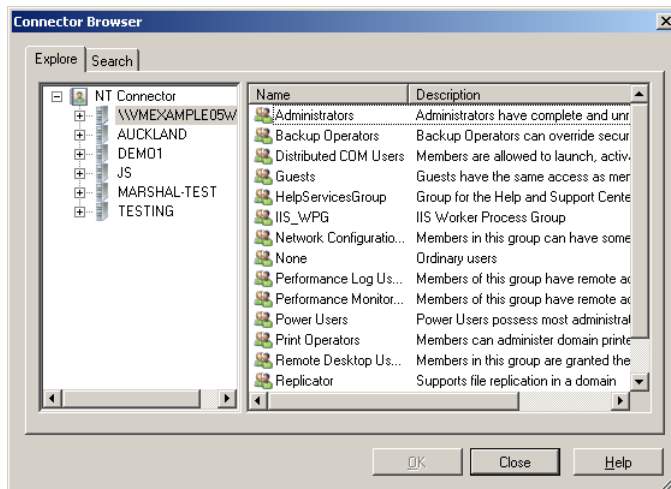 Connector Browser
Explore
Search
NT Connector
\\VMEXAMPLE05W
AUCKLAND
DEMO1
JS
MARSHAL-TEST
TESTING
Name Description
Administrators Administrators have complete and unr
Backup Operators Backup Operators can override secur
Distributed COM Users Members are allowed to launch, activ
Guests Guests have the same access as mer
HelpServicesGroup Group for the Help and Support Cente
IIS_WPG IIS Worker Process Group
Network Configuratio... Members in this group can have some
None Ordinary users
Performance Log Us... Members of this group have remote ac
Performance Monitor... Members of this group have remote ac
Power Users Power Users possess most administrat
Print Operators Members can administer domain printe
Remote Desktop Us... Members in this group are granted the
Replicator Supports file replication in a domain
OK Close Help